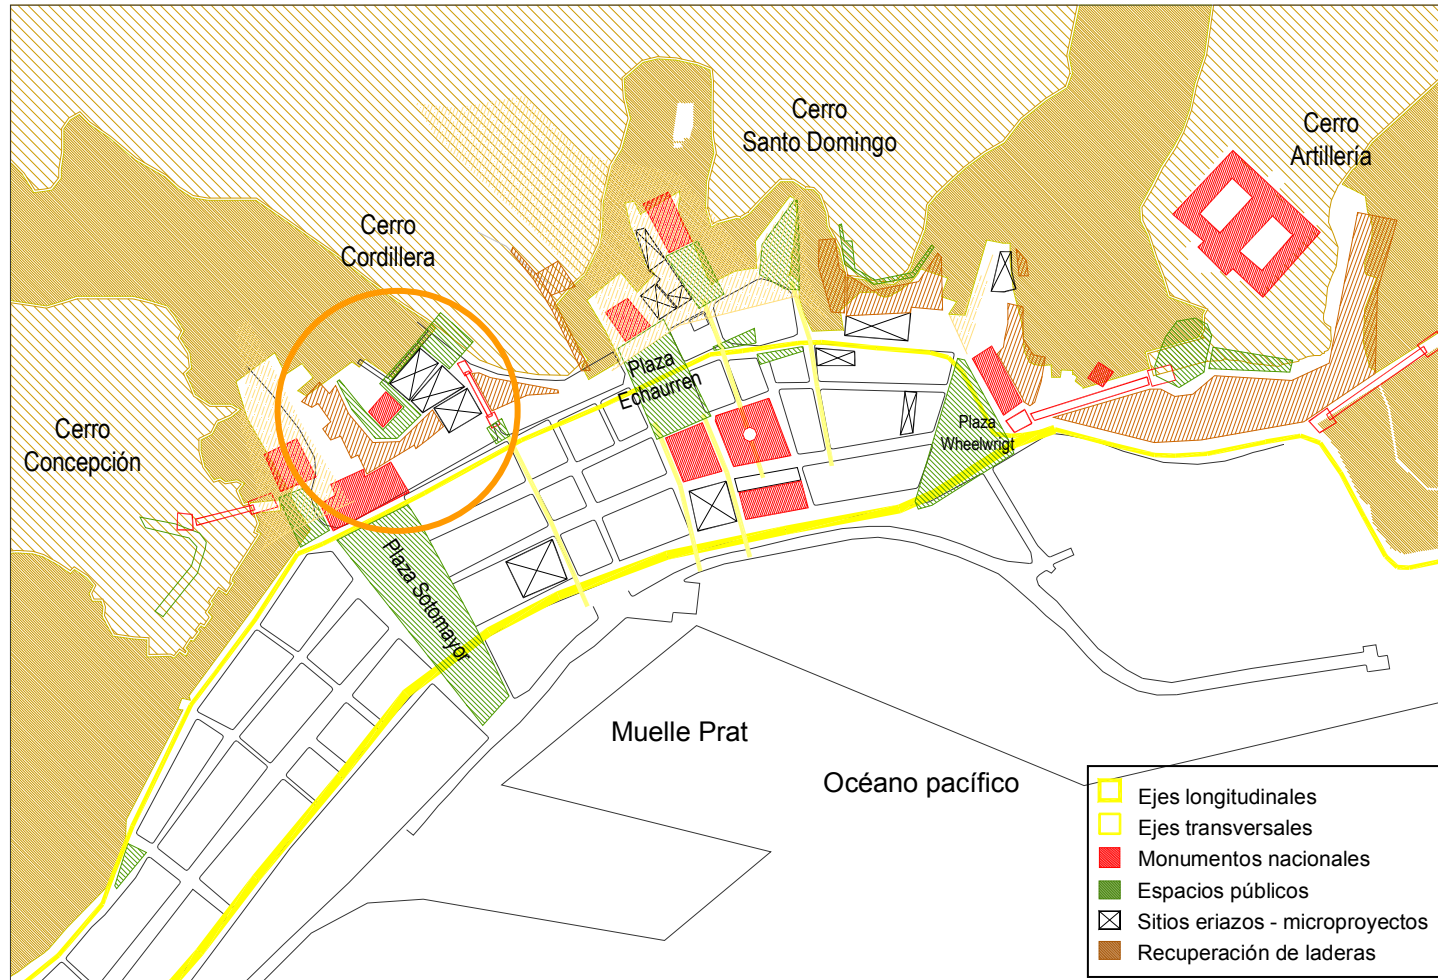 Cerro
Santo Domingo
Cerro
Artillería
Cerro
Cordillera
Cerro
Concepción
Plaza
Echaurren
Plaza
Wheelwrigt
Plaza Sotomayor
Muelle Prat
Océano pacífico
Ejes longitudinales
Ejes transversales
Monumentos nacionales
Espacios públicos
Sitios eriazos - microproyectos
Recuperación de laderas